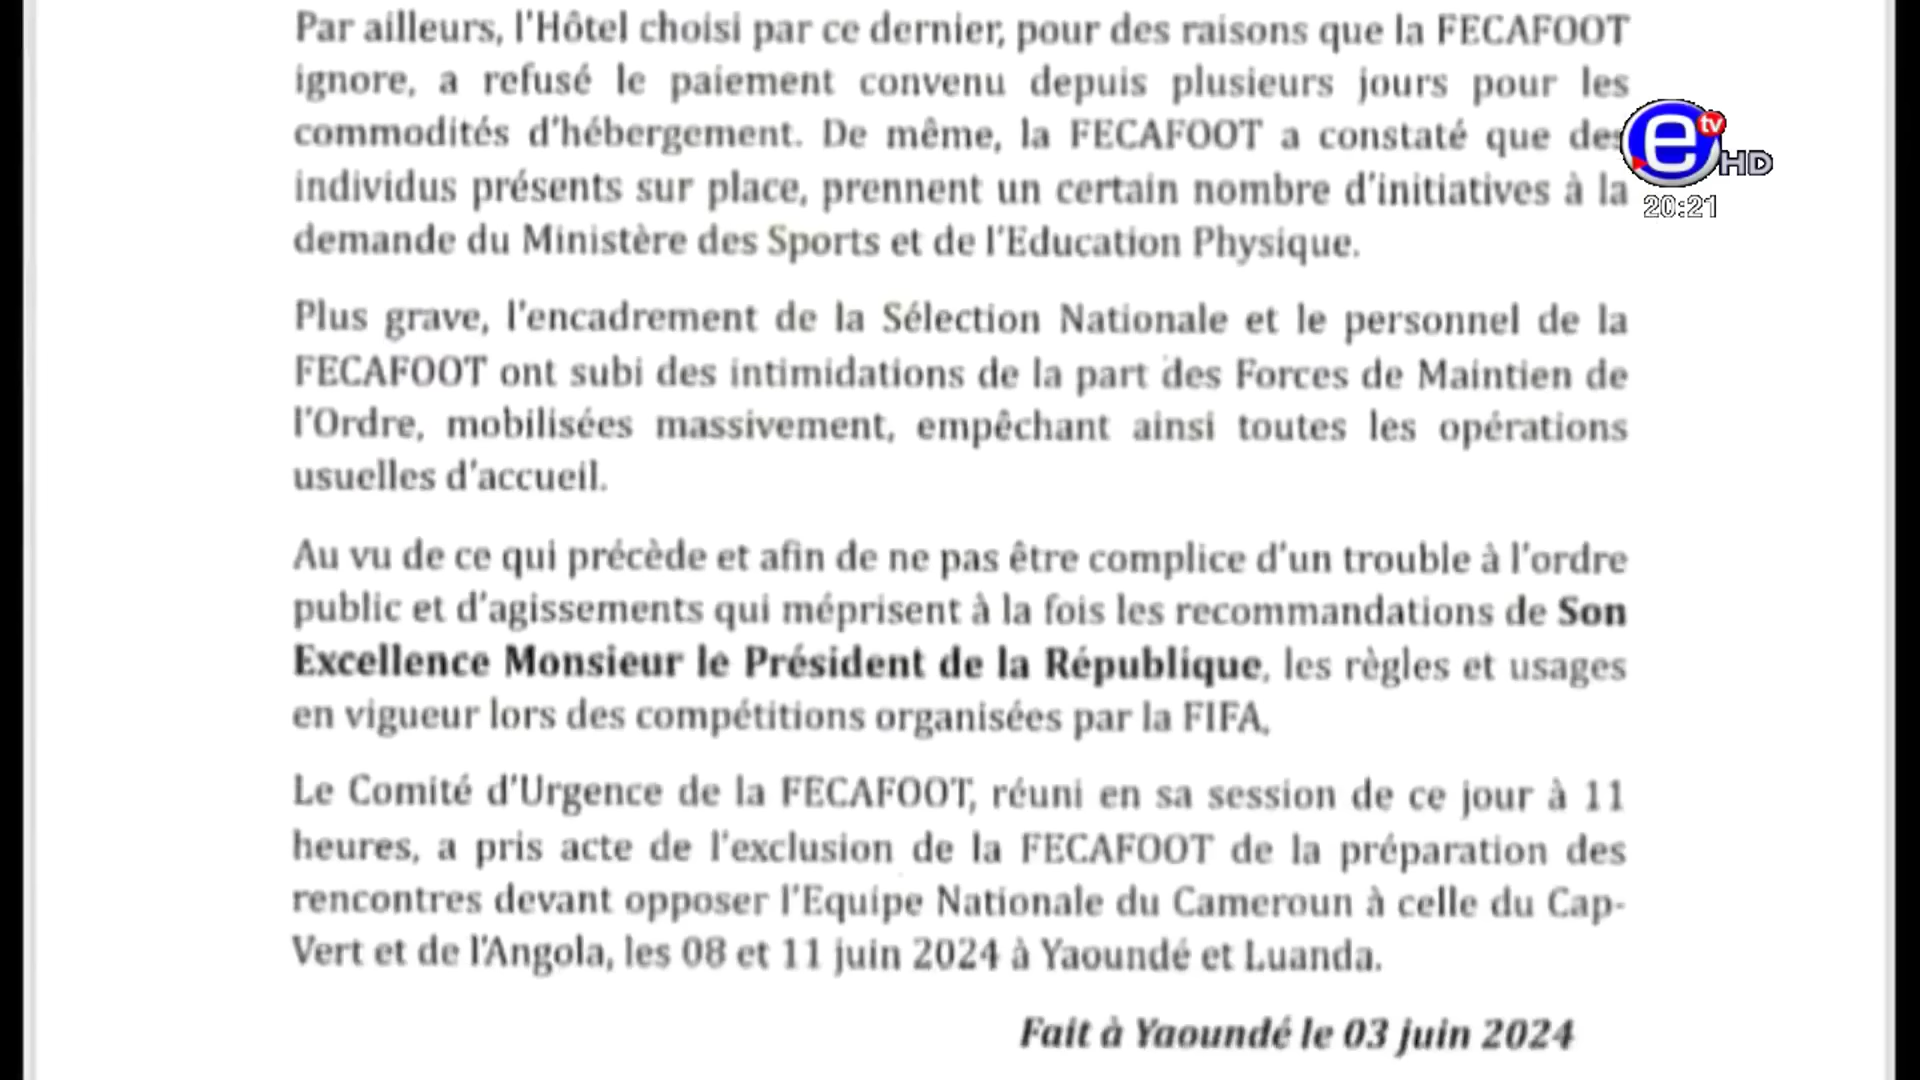 Par ailleurs, l'Hôtel choisi par ce dernier, pour des raisons que la FECAFOOT
ignore, a refusé le paiement convenu depuis plusieurs jours pour les
commodités d'hébergement. De même, la FECAFOOT a constaté que des
individus présents sur place, prennent un certain nombre d'initiatives à la
demande du Ministère des Sports et de l'Education Physique.
Plus grave, l'encadrement de la Sélection Nationale et le personnel de la
FECAFOOT ont subi des intimidations de la part des Forces de Maintien de
l'Ordre, mobilisées massivement, empêchant ainsi toutes les opérations
usuelles d'accueil.
Au vu de ce qui précède et afin de ne pas être complice d'un trouble à l'ordre
public et d'agissements qui méprisent à la fois les recommandations de Son
Excellence Monsieur le Président de la République, les règles et usages
en vigueur lors des compétitions organisées par la FIFA,
Le Comité d'Urgence de la FECAFOOT, réuni en sa session de ce jour à 11
heures, a pris acte de l'exclusion de la FECAFOOT de la préparation des
rencontres devant opposer l'Equipe Nationale du Cameroun à celle du Cap-
Vert et de l'Angola, les 08 et 11 juin 2024 à Yaoundé et Luanda.
Fait à Yaoundé le 03 juin 2024
e tv HD
20:21